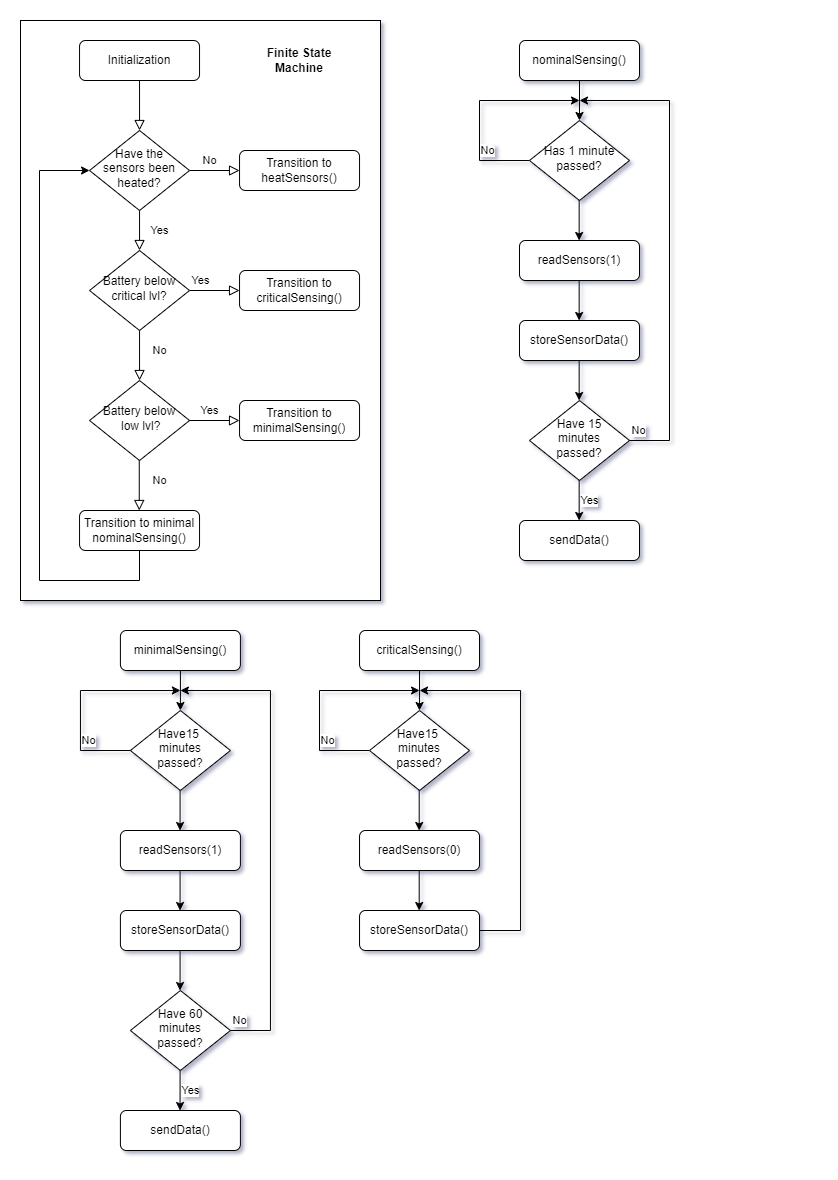 Initialization
Finite State
Machine
Have the
sensors been
heated?
No
Transition to
heatSensors()
Yes
Battery below
critical lvl?
Yes
Transition to
criticalSensing()
No
Battery below
low lvl?
Yes
Transition to
minimalSensing()
No
Transition to minimal
nominalSensing()
nominalSensing()
No
Has 1 minute
passed?
readSensors(1)
storeSensorData()
Have 15
minutes
passed?
No
Yes
sendData()
minimalSensing()
No
Have15
minutes
passed?
readSensors(1)
storeSensorData()
Have 60
minutes
passed?
No
Yes
sendData()
criticalSensing()
No
Have15
minutes
passed?
readSensors(0)
storeSensorData()